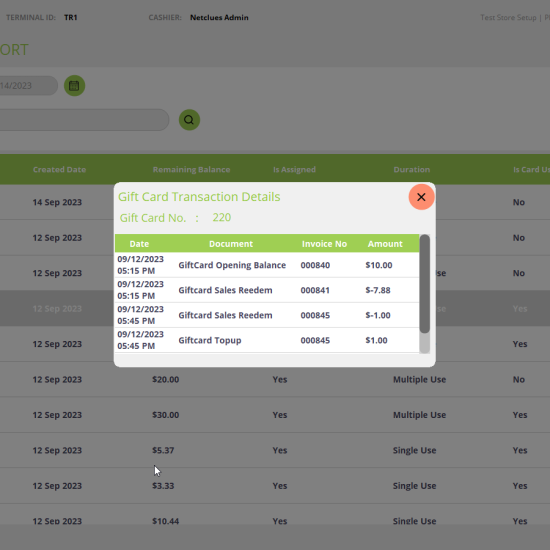 TERMINAL ID: TR1 CASHIER: Netclues Admin Test Store Setup |
ORT
14/2023
Created Date Remaining Balance Is Assigned Duration Is Card
14 Sep 2023 No
12 Sep 2023 No
12 Sep 2023 No
12 Sep 2023 Yes
12 Sep 2023 Yes
Gift Card Transaction Details
Gift Card No. : 220
Date Document Invoice No Amount
09/12/2023
05:15 PM GiftCard Opening Balance 000840 $10.00
09/12/2023
05:15 PM Giftcard Sales Reedem 000841 $-7.88
09/12/2023
05:45 PM Giftcard Sales Reedem 000845 $-1.00
09/12/2023
05:45 PM Giftcard Topup 000845 $1.00
12 Sep 2023 $20.00 Yes Multiple Use No
12 Sep 2023 $30.00 Yes Multiple Use Yes
12 Sep 2023 $5.37 Yes Single Use Yes
12 Sep 2023 $3.33 Yes Single Use Yes
12 Sep 2023 $10.44 Yes Single Use Yes